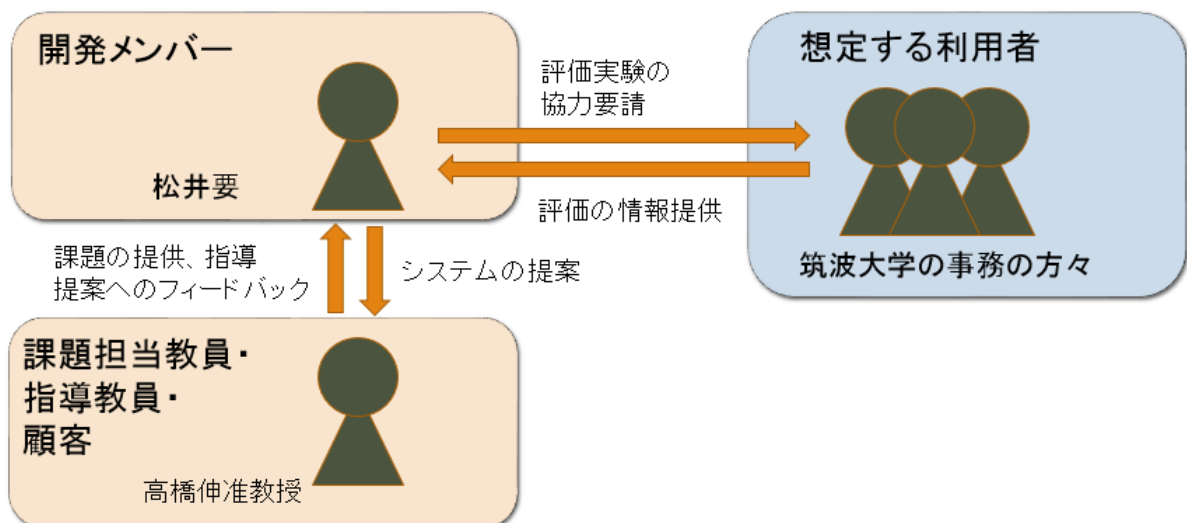 開発メンバー
松井要
評価実験の
協力要請
評価の情報提供
想定する利用者
筑波大学の事務の方々
課題の提供、指導
提案へのフィードバック
システムの提案
課題担当教員・
指導教員・
顧客
高橋伸准教授